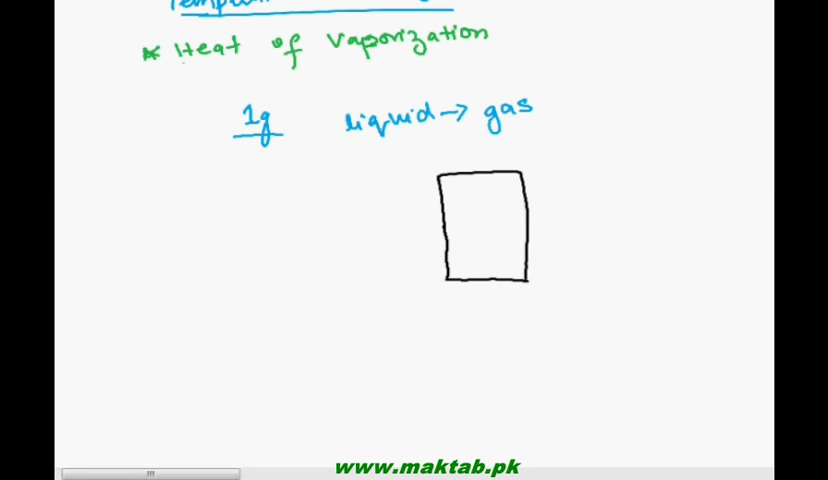 * Heat of Vaporization
1g liquid → gas
www.maktab.pk